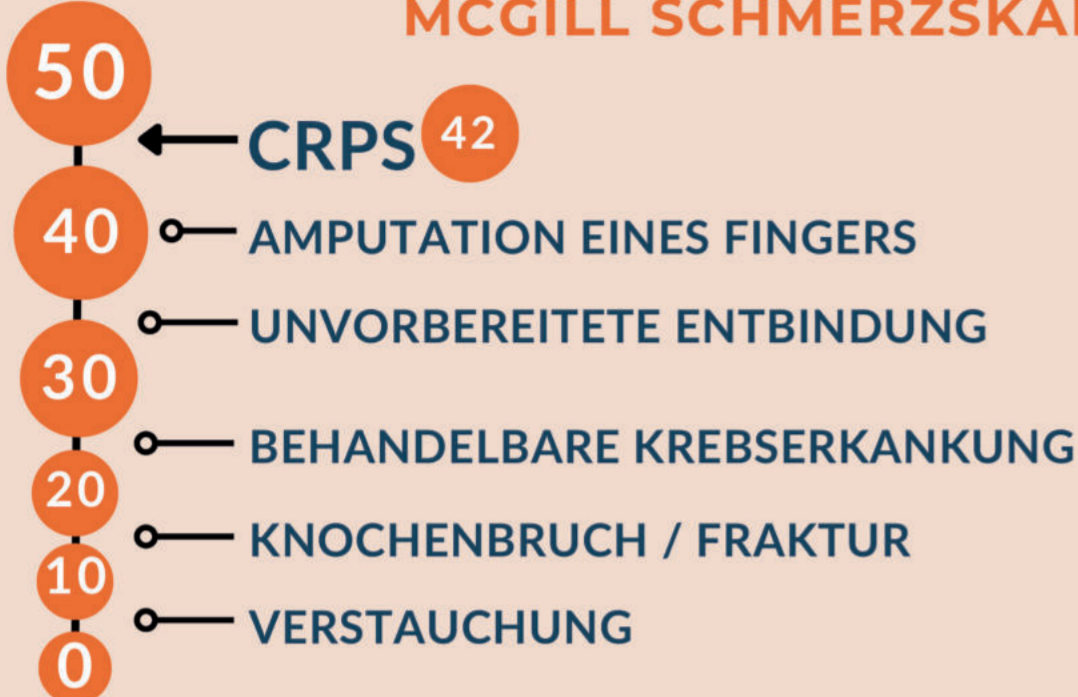 MCGILL SCHMERZSKA
50
CRPS 42
40
AMPUTATION EINES FINGERS
UNVORBEREITETE ENTBINDUNG
30
BEHANDELBARE KREBSERKANKUNG
20
KNOCHENBRUCH / FRAKTUR
10
VERSTAUCHUNG
0